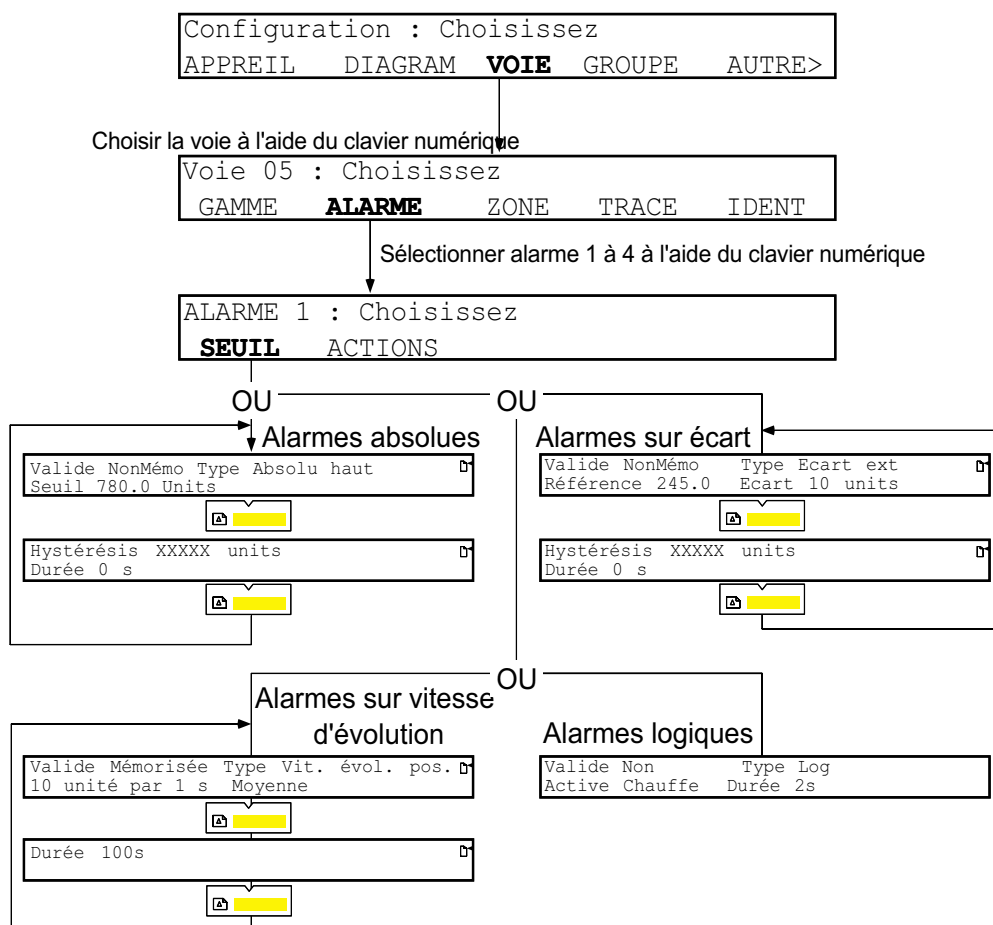 Configuration : Choisissez
APPREIL DIAGRAM VOIE GROUPE AUTRE>
Choisir la voie à l'aide du clavier numérique
Voie 05 : Choisissez
GAMME ALARME ZONE TRACE IDENT
Sélectionner alarme 1 à 4 à l'aide du clavier numérique
ALARME 1 : Choisissez
SEUIL ACTIONS
OU
OU
Alarmes absolues
Valide NonMémo Type Absolu haut
Seuil 780.0 Units
Hystérésis XXXXX units
Durée 0 s
Alarmes sur écart
Valide NonMémo Type Ecart ext
Référence 245.0 Ecart 10 units
Hystérésis XXXXX units
Durée 0 s
OU
Alarmes sur vitesse
d'évolution
Valide Mémorisée Type Vit. évol. pos.
10 unité par 1 s Moyenne
Durée 100s
Alarmes logiques
Valide Non Type Log
Active Chauffe Durée 2s